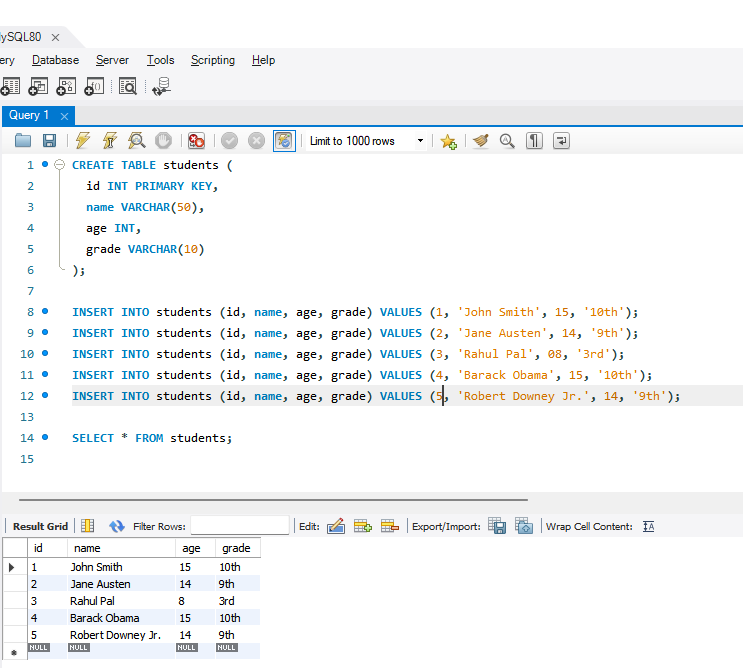 ySQL80
ery Database Server Tools Scripting Help
Query 1
Limit to 1000 rows
1 CREATE TABLE students (
2 id INT PRIMARY KEY,
3 name VARCHAR(50),
4 age INT,
5 grade VARCHAR(10)
6 );
7
8 INSERT INTO students (id, name, age, grade) VALUES (1, 'John Smith', 15, '10th');
9 INSERT INTO students (id, name, age, grade) VALUES (2, 'Jane Austen', 14, '9th');
10 INSERT INTO students (id, name, age, grade) VALUES (3, 'Rahul Pal', 08, '3rd');
11 INSERT INTO students (id, name, age, grade) VALUES (4, 'Barack Obama', 15, '10th');
12 INSERT INTO students (id, name, age, grade) VALUES (5, 'Robert Downey Jr.', 14, '9th');
13
14 SELECT * FROM students;
15
Result Grid Filter Rows: Edit: Export/Import: Wrap Cell Content: IA
id name age grade
1 John Smith 15 10th
2 Jane Austen 14 9th
3 Rahul Pal 8 3rd
4 Barack Obama 15 10th
5 Robert Downey Jr. 14 9th
NULL NULL NULL NULL